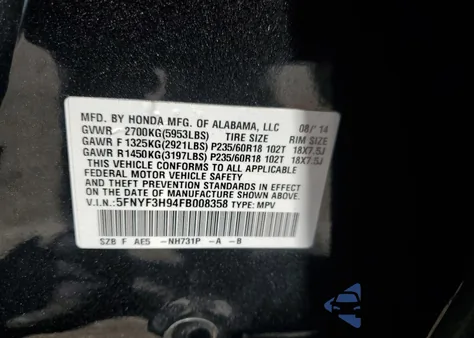 MFD. BY HONDA MFG. OF ALABAMA, LLC 08/'14
GVWR 2700KG(5953LBS) TIRE SIZE RIM SIZE
GAWR F 1325KG(2921LBS) P235/60R18 102T 18X7.5J
GAWR R1450KG(3197LBS) P235/60R18 102T 18X7.5J
THIS VEHICLE CONFORMS TO ALL APPLICABLE
FEDERAL MOTOR VEHICLE SAFETY
AND THEFT PREVENTION STANDARDS IN EFFECT
ON THE DATE OF MANUFACTURE SHOWN ABOVE.
V.I.N.:5FNYF3H94FB008358 TYPE: MPV
SZB F AE5 -NH731P -A -B